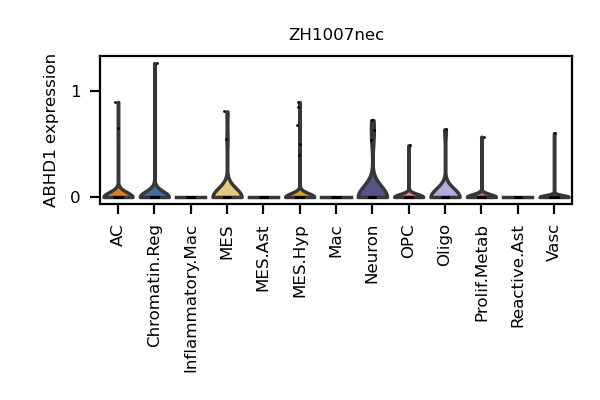 ZH1007nec
ABHD1 expression
1
0
AC
Chromatin.Reg
Inflammatory.Mac
MES
MES.Ast
MES.Hyp
Mac
Neuron
OPC
Oligo
Prolif.Metab
Reactive.Ast
Vasc